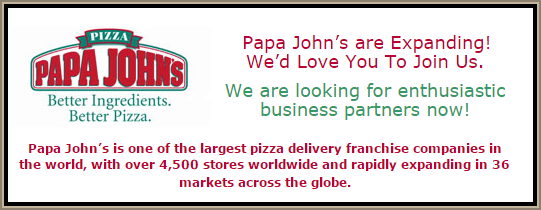 PIZZA
PAPA JOHN'S
Better Ingredients.
Better Pizza.
Papa John's are Expanding!
We'd Love You To Join Us.
We are looking for enthusiastic
business partners now!
Papa John's is one of the largest pizza delivery franchise companies in
the world, with over 4,500 stores worldwide and rapidly expanding in 36
markets across the globe.